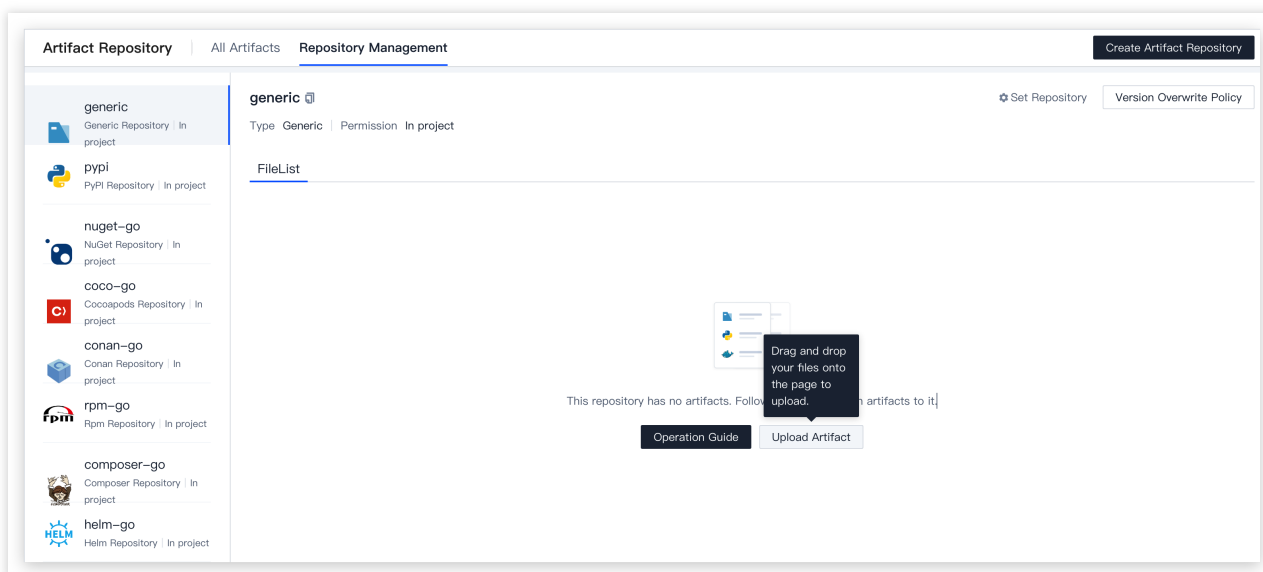 Artifact Repository All Artifacts Repository Management Create Artifact Repository
generic
Generic Repository In
project
pypi
PyPI Repository In project
nuget-go
NuGet Repository In
project
coco-go
Cocoapods Repository In
project
conan-go
Conan Repository In
project
rpm
rpm-go
Rpm Repository In project
composer-go
Composer Repository In
project
HELM
helm-go
Helm Repository In project
generic Set Repository Version Overwrite Policy
Type Generic Permission In project
FileList
Drag and drop
your files onto
the page to
upload.
This repository has no artifacts. artifacts to it.
Operation Guide Upload Artifact